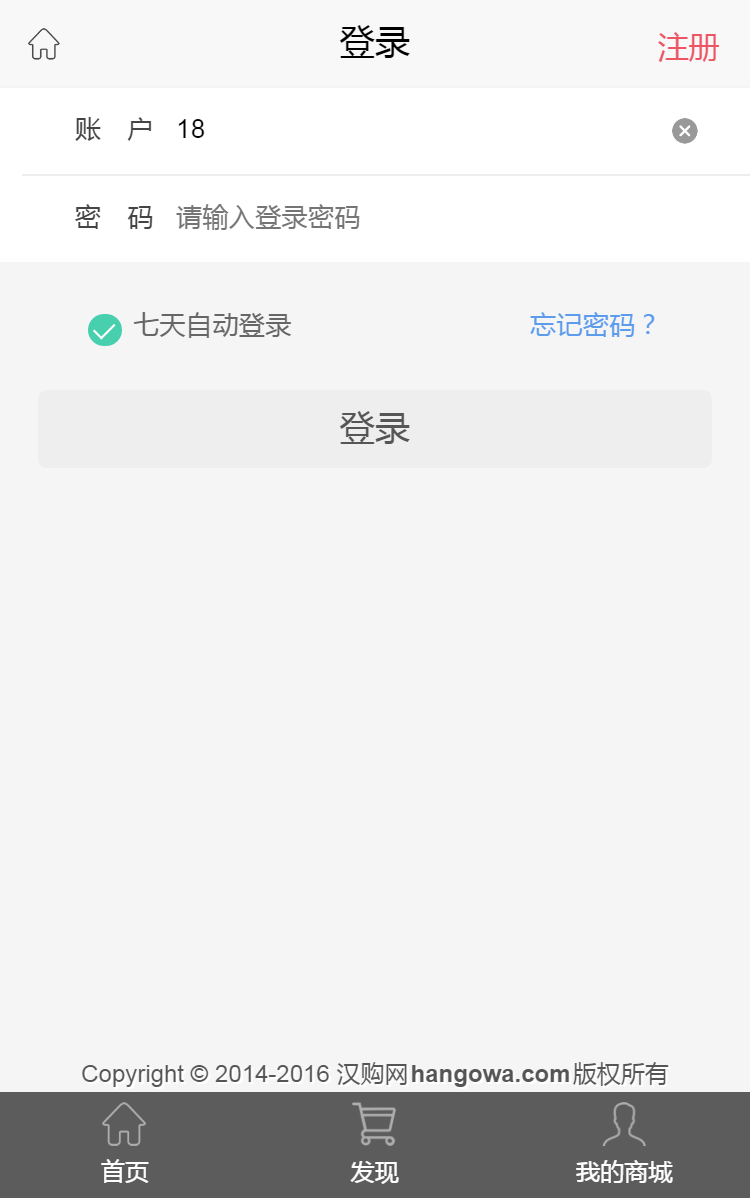 登录
注册
账 户 18
密 码 请输入登录密码
七天自动登录 忘记密码？
登录
Copyright © 2014-2016 汉购网hangowa.com版权所有
首页 发现 我的商城